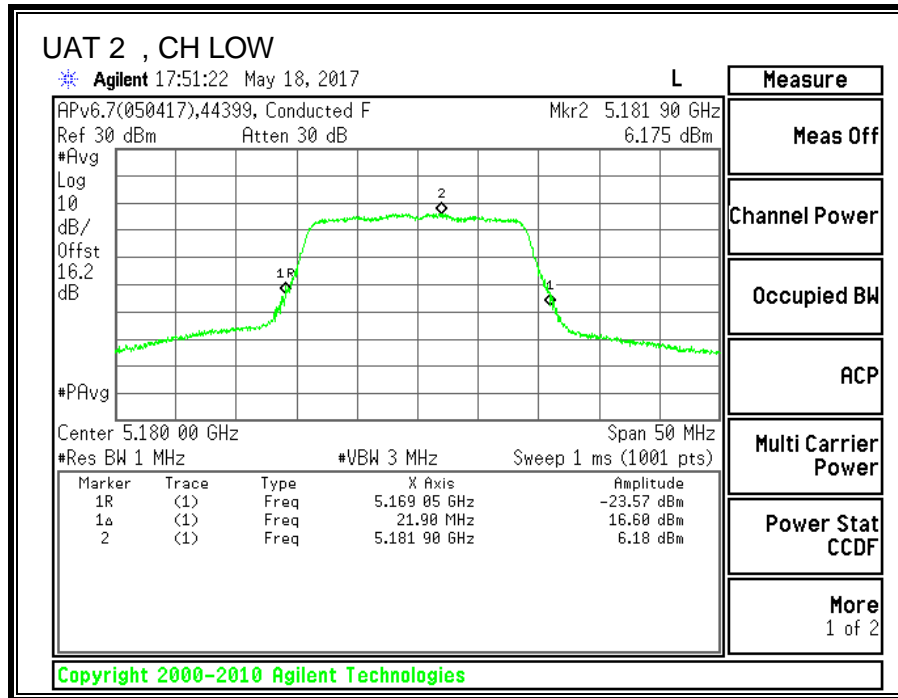 UAT 2 , CH LOW
Agilent 17:51:22 May 18, 2017 L
APv6.7(050417),44399, Conducted F Mkr2 5.181 90 GHz
Ref 30 dBm Atten 30 dB 6.175 dBm
#Avg
Log
10
dB/
Offst
16.2
dB
#PAvg
2
1R
1
Center 5.180 00 GHz Span 50 MHz
#Res BW 1 MHz #VBW 3 MHz Sweep 1 ms (1001 pts)
Marker Trace Type X Axis Amplitude
1R (1) Freq 5.169 05 GHz -23.57 dBm
1Δ (1) Freq 21.90 MHz 16.60 dBm
2 (1) Freq 5.181 90 GHz 6.18 dBm
Measure
Meas Off
Channel Power
Occupied BW
ACP
Multi Carrier
Power
Power Stat
CCDF
More
1 of 2
Copyright 2000-2010 Agilent Technologies